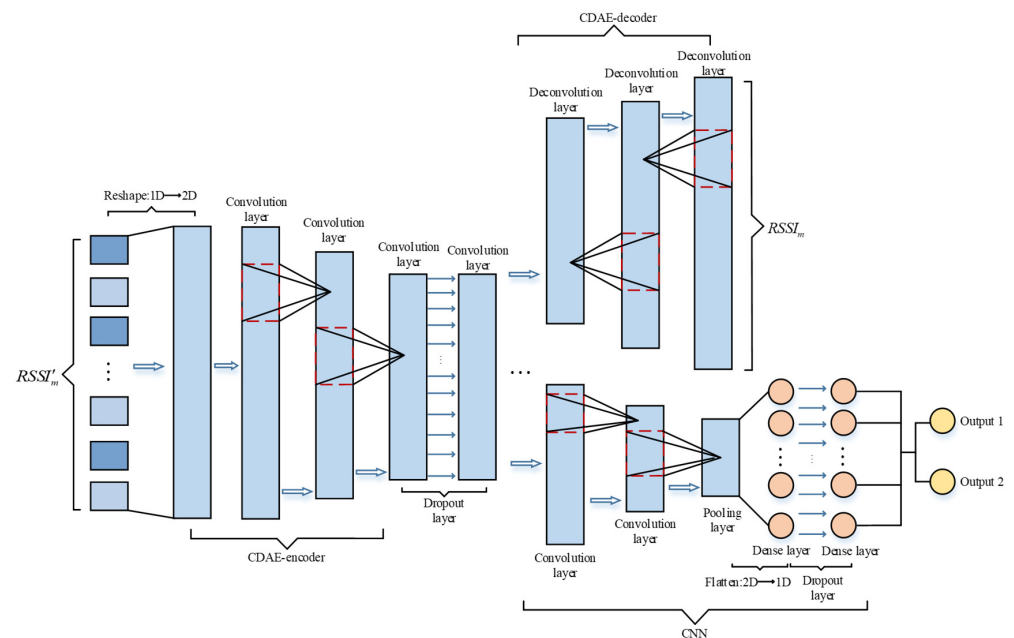 CDAE-decoder
Deconvolution
layer
Deconvolution
layer
Deconvolution
layer
Reshape:1D→2D
Convolution
layer
Convolution
layer
Convolution
layer
Convolution
layer
RSSI'm
RSSIm
...
Dropout
layer
CDAE-encoder
Convolution
layer
Convolution layer
Pooling
layer
Dense layer
Dense layer
Flatten:2D→1D
Dropout
layer
CNN
Output 1
Output 2